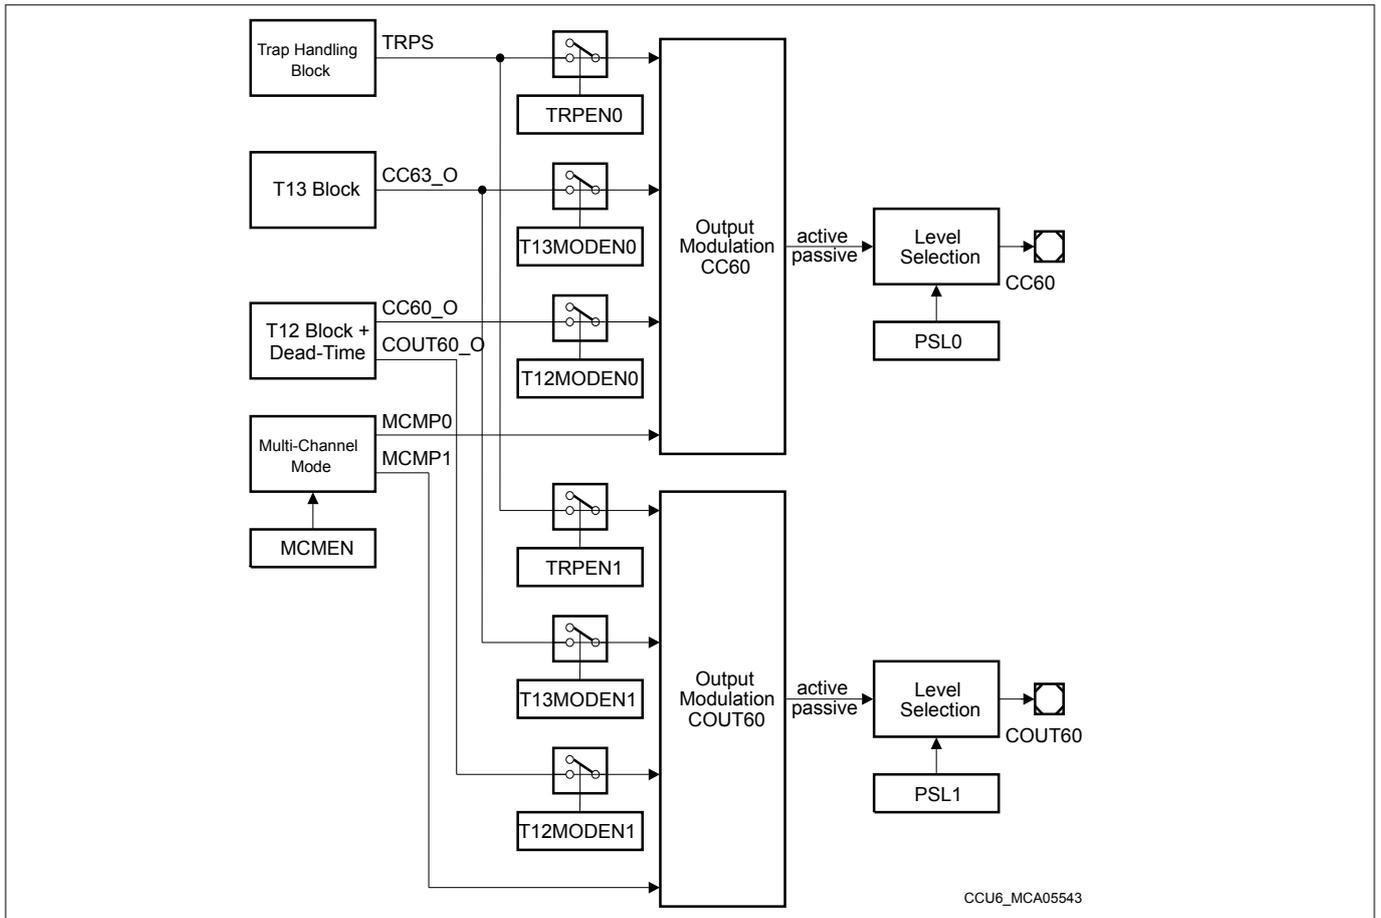 Trap Handling
Block
TRPS
TRPEN0
T13 Block
CC63_O
T13MODEN0
T12 Block +
Dead-Time
CC60_O
COUT60_O
T12MODEN0
Multi-Channel
Mode
MCMP0
MCMP1
MCMEN
Output
Modulation
CC60
active
passive
Level
Selection
CC60
PSL0
TRPEN1
T13MODEN1
T12MODEN1
Output
Modulation
COUT60
active
passive
Level
Selection
COUT60
PSL1
CCU6_MCA05543